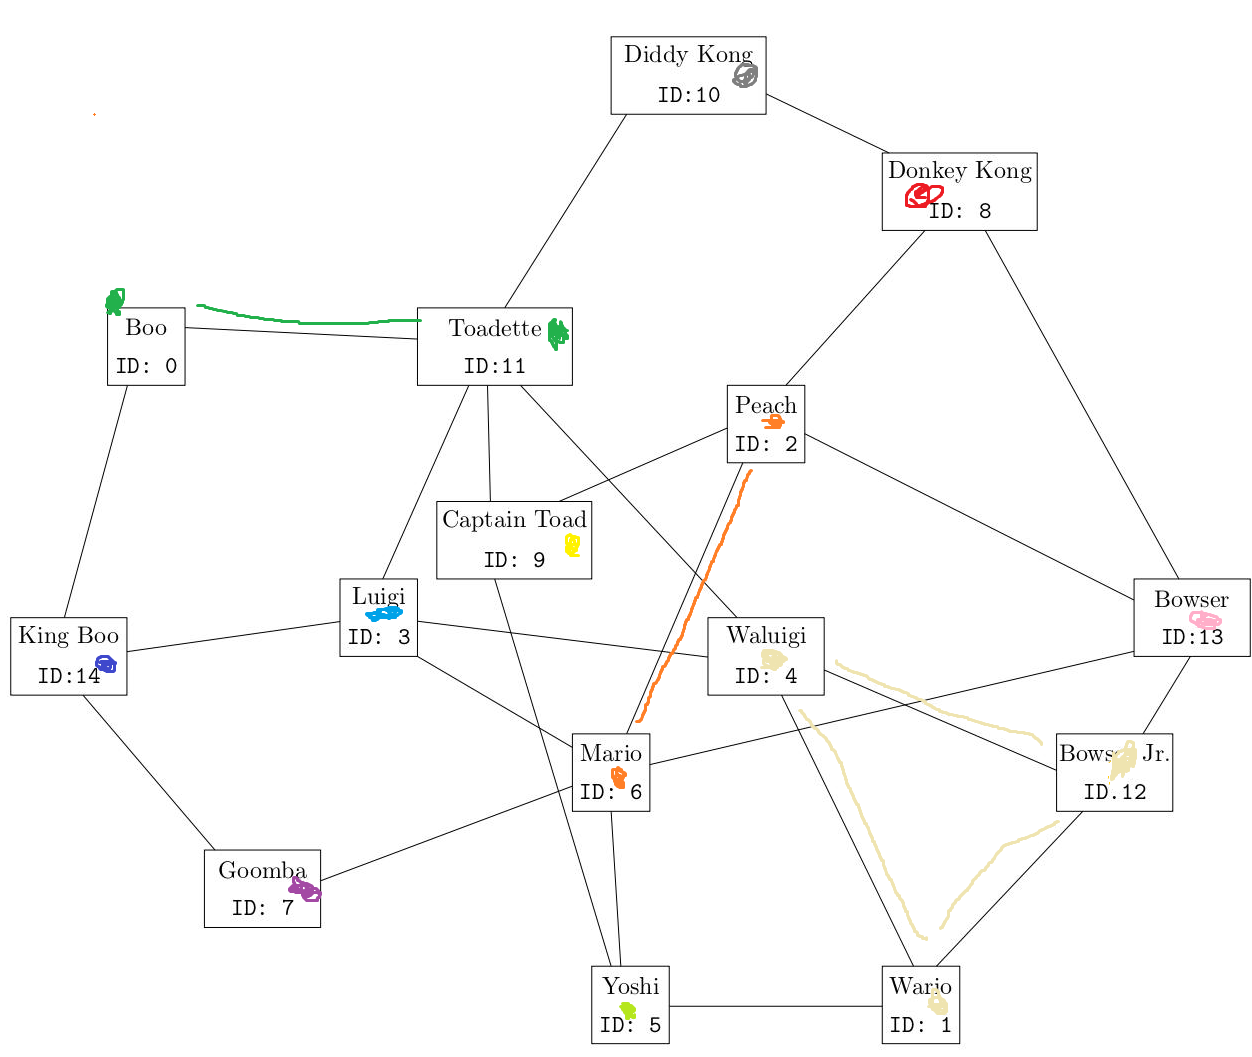 Diddy Kong
ID:10
Donkey Kong
ID: 8
Boo
ID: 0
Toadette
ID:11
Peach
ID: 2
Captain Toad
ID: 9
Luigi
ID: 3
Bowser
ID:13
King Boo
ID:14
Waluigi
ID: 4
Mario
ID: 6
Bowser Jr.
ID.12
Goomba
ID: 7
Yoshi
ID: 5
Wario
ID: 1